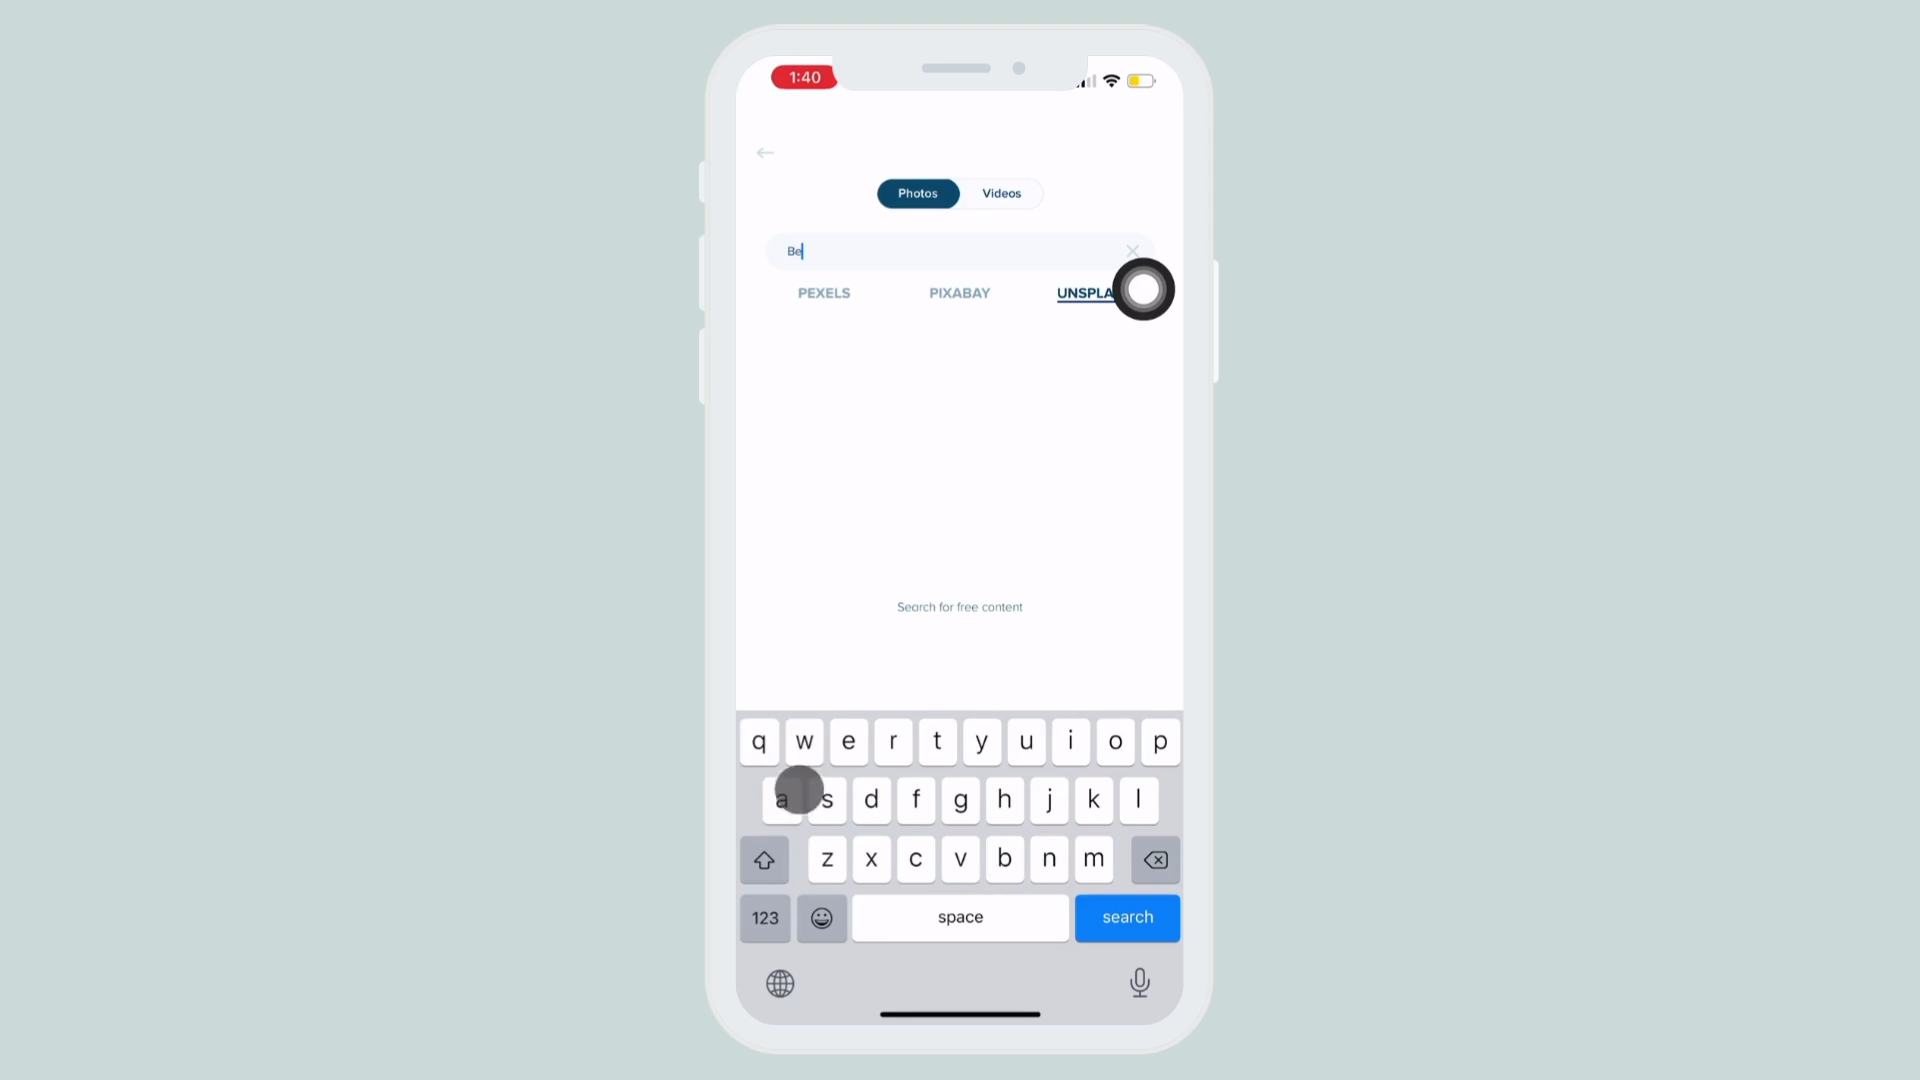 1:40
Photos Videos
Be
PEXELS PIXABAY UNSPLA
Search for free content
q w e r t y u i o p
a s d f g h j k l
z x c v b n m
123 space search